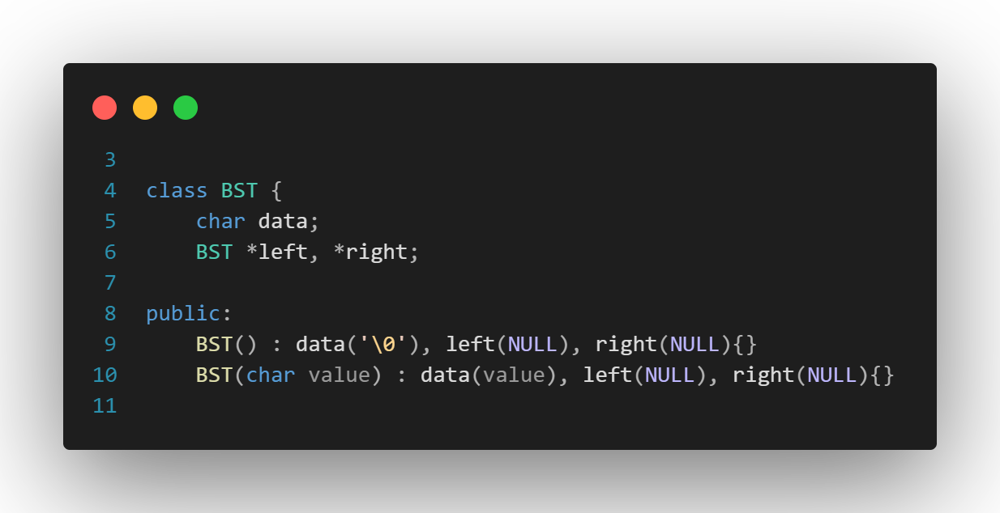 3
4 class BST {
5     char data;
6     BST *left, *right;
7
8 public:
9     BST() : data('\0'), left(NULL), right(NULL){}
10     BST(char value) : data(value), left(NULL), right(NULL){}
11